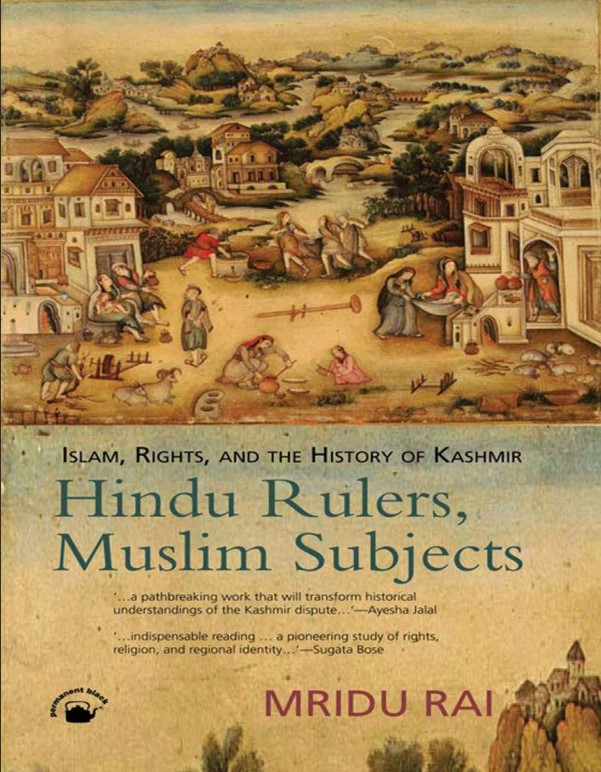 ISLAM, RIGHTS, AND THE HISTORY OF KASHMIR
Hindu Rulers,
Muslim Subjects
‘...a pathbreaking work that will transform historical
understandings of the Kashmir dispute...’—Ayesha Jalal
‘...indispensable reading ... a pioneering study of rights,
religion, and regional identity...’—Sugata Bose
permanent black
MRIDU RAI